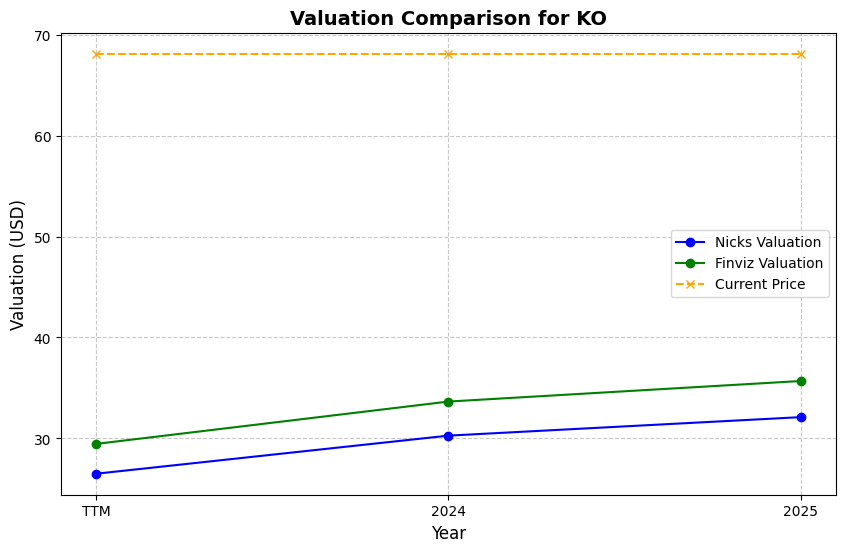 Valuation Comparison for KO
70
60
50
40
30
Valuation (USD)
Nicks Valuation
Finviz Valuation
Current Price
TTM
2024
2025
Year